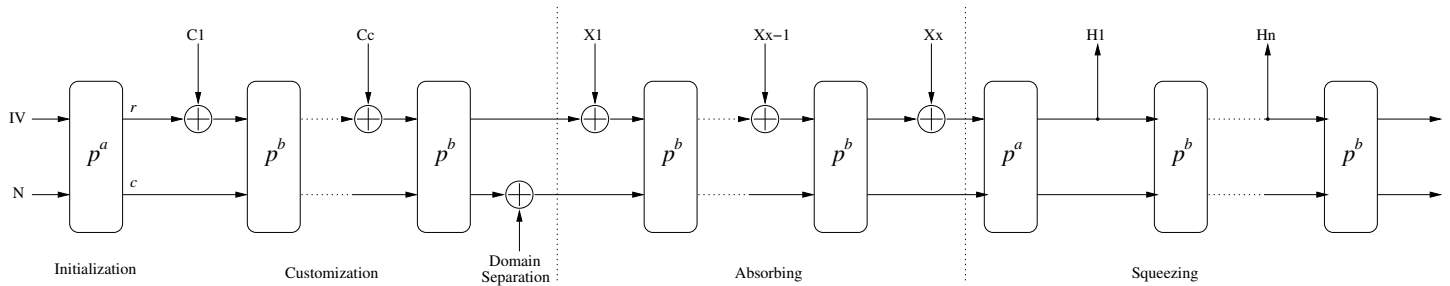 C1
Cc
X1
Xx−1
Xx
H1
Hn
IV
r
p^a
p^b
p^b
p^b
p^b
p^a
p^b
p^b
N
c
Domain
Separation
Initialization
Customization
Absorbing
Squeezing